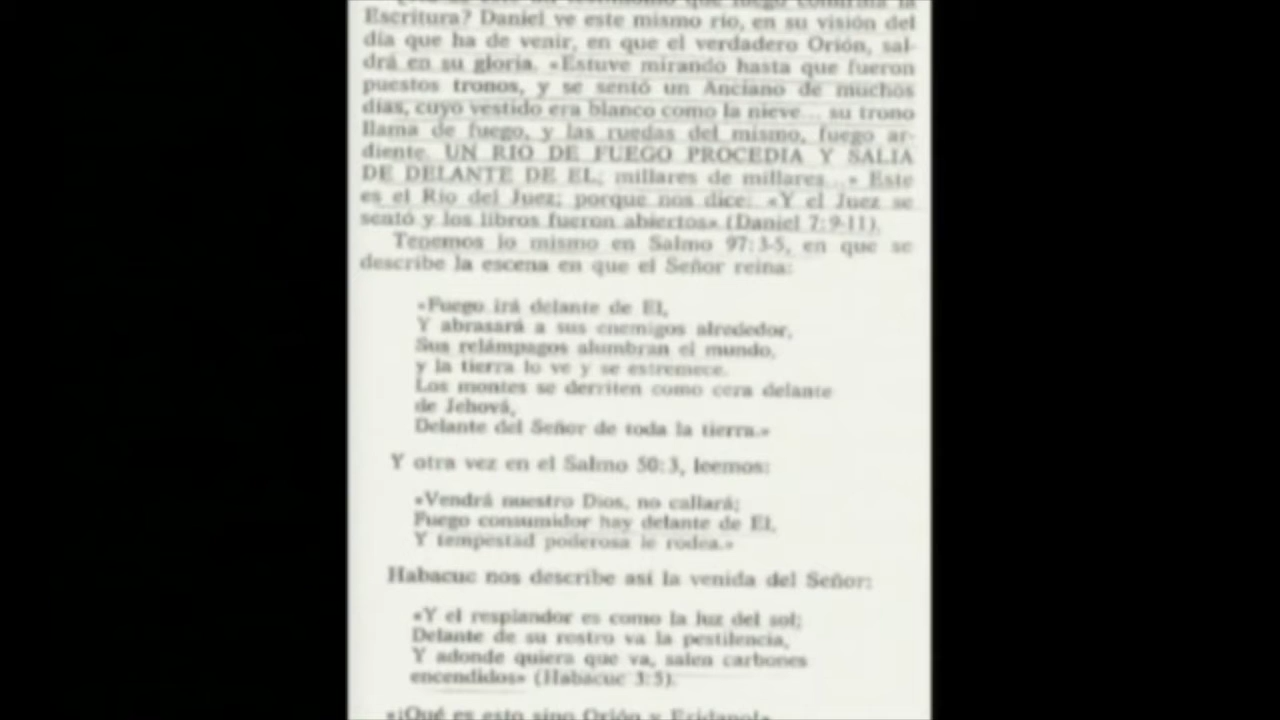 Escritura? Daniel ve este mismo río, en su visión del
día que ha de venir, en que el verdadero Orión, sal-
drá en su gloria. «Estuve mirando hasta que fueron
puestos tronos, y se sentó un Anciano de muchos
días, cuyo vestido era blanco como la nieve... su trono
llama de fuego, y las ruedas del mismo, fuego ar-
diente. UN RIO DE FUEGO PROCEDIA Y SALIA
DE DELANTE DE EL; millares de millares...» Este
es el Río del Juez; porque nos dice: «Y el Juez se
sentó y los libros fueron abiertos» (Daniel 7:9-11).
Tenemos lo mismo en Salmo 97:3-5, en que se
describe la escena en que el Señor reina:
«Fuego irá delante de El,
Y abrasará a sus enemigos alrededor,
Sus relámpagos alumbran el mundo,
y la tierra lo ve y se estremece.
Los montes se derriten como cera delante
de Jehová,
Delante del Señor de toda la tierra.»
Y otra vez en el Salmo 50:3, leemos:
«Vendrá nuestro Dios, no callará;
Fuego consumidor hay delante de El,
Y tempestad poderosa le rodea.»
Habacuc nos describe así la venida del Señor:
«Y el resplandor es como la luz del sol;
Delante de su rostro va la pestilencia,
Y adonde quiera que va, salen carbones
encendidos» (Habacuc 3:5).
«¡Qué es esto sino Orión y Erídano!»